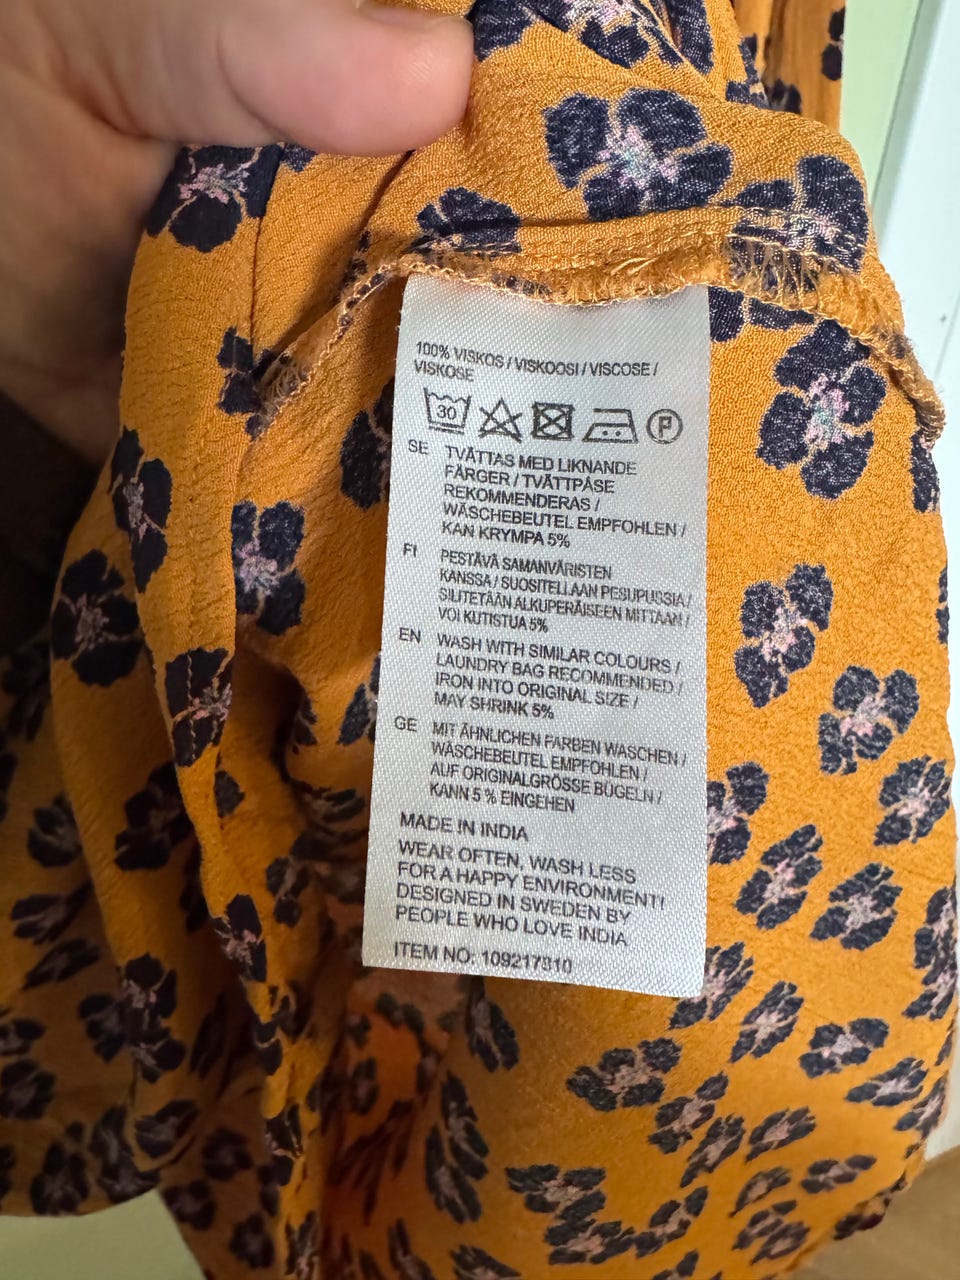 100% VISKOS / VISKOOSI / VISCOSE /
VISKOSE
30 P
SE TVÄTTAS MED LIKNANDE
FÄRGER / TVÄTTPÅSE
REKOMMENDERAS /
WÄSCHEBEUTEL EMPFOHLEN /
KAN KRYMPA 5%
FI PESTÄVÄ SAMANVÄRISTEN
KANSSA / SUOSITELLAAN PESUPUSSIA /
SILITETÄÄN ALKUPERÄISEEN MITTAAN /
VOI KUTISTUA 5%
EN WASH WITH SIMILAR COLOURS /
LAUNDRY BAG RECOMMENDED /
IRON INTO ORIGINAL SIZE /
MAY SHRINK 5%
GE MIT ÄHNLICHEN FARBEN WASCHEN /
WÄSCHEBEUTEL EMPFOHLEN /
AUF ORIGINALGRÖSSE BÜGELN /
KANN 5 % EINGEHEN
MADE IN INDIA
WEAR OFTEN, WASH LESS
FOR A HAPPY ENVIRONMENT!
DESIGNED IN SWEDEN BY
PEOPLE WHO LOVE INDIA
ITEM NO: 109217810